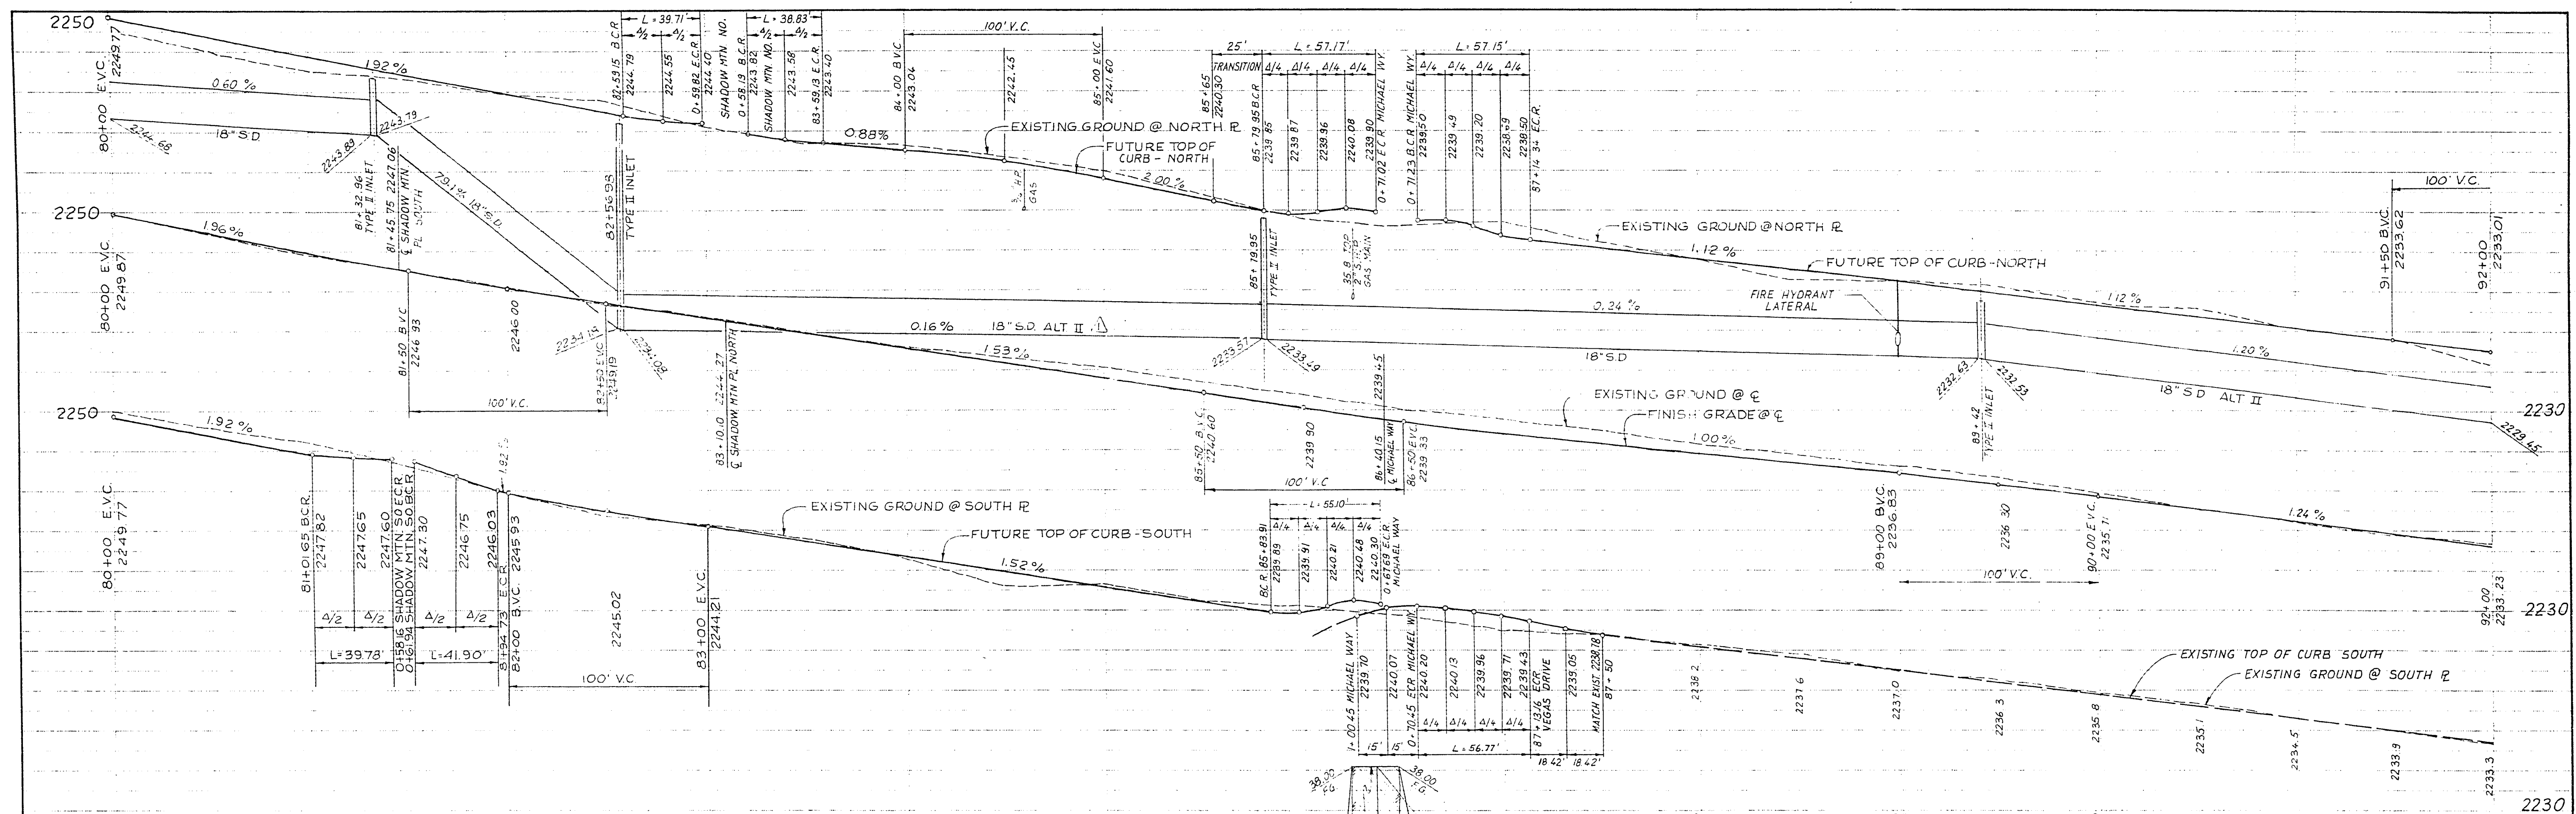 2250
80+00 E.V.C.
2249.77
1.92 %
0.60 %
18" S.D.
2244.68
2243.89
2243.79
81+32.96
TYPE II INLET
81+45.75 2247.06
℄ SHADOW MTN.
PL SOUTH
79.1% 18" S.D.
82+56.93
TYPE II INLET
82+59.15 B.C.R.
2244.79
L = 39.71'
Δ/2
Δ/2
2244.55
0+59.82 E.C.R.
2244.40
SHADOW MTN NO.
L = 38.83'
Δ/2
Δ/2
0+58.19 B.C.R.
2243.82
SHADOW MTN. NO.
2243.58
83+59.13 E.C.R.
2243.40
0.88%
100' V.C.
84+00 B.V.C
2243.04
2242.45
85+00 E.V.C
2241.60
EXISTING GROUND @ NORTH ⅊
FUTURE TOP OF
CURB - NORTH
3/4" H.P.
GAS
2.00 %
25'
TRANSITION
85+65
2240.30
L = 57.17'
Δ/4
Δ/4
Δ/4
Δ/4
85+79.95 B.C.R
2239.85
2239.87
2239.96
2240.08
2239.90
0+71.02 E.C.R. MICHAEL WY.
L = 57.15'
Δ/4
Δ/4
Δ/4
Δ/4
0+71.23 B.C.R MICHAEL WY.
2239.50
2239.49
2239.20
2238.69
2238.50
87+14.34 E.C.R.
EXISTING GROUND @ NORTH ⅊
1.12 %
FUTURE TOP OF CURB-NORTH
1.12 %
100' V.C.
91+50 B.V.C.
2233.62
92+00
2233.01
2250
80+00 E.V.C.
2249.87
1.96 %
81+50 B.V.C
2246.93
2246.00
100' V.C.
82+50 E.V.C
2234.19
2234.09
0.16% 18" S.D. ALT II 1
83+10.10 2244.27
℄ SHADOW MTN PL NORTH
1.53 %
85+79.95
TYPE II INLET
35.8 TOP
GAS MAIN
2233.57
2233.49
0.24 %
FIRE HYDRANT
LATERAL
18" S.D
2232.63
2232.53
89+42
TYPE II INLET
1.20 %
18" S.D ALT II
2230
2229.45
EXISTING GROUND @ ℄
FINISH GRADE @ ℄
85+50 B.V.C.
2240.60
2239.90
86+40.15 2239.45
℄ MICHAEL WAY
86+50 E.V.C
2239.33
100' V.C
1.00 %
89+00 B.V.C.
2236.83
2236.30
90+00 E.V.C.
2235.71
100' V.C.
1.24 %
92+00
2233.23
2250
80+00 E.V.C.
2249.77
1.92 %
81+01.65 B.C.R.
2247.82
2247.65
2247.60
0+58.16 SHADOW MTN. SO. E.C.R.
0+61.94 SHADOW MTN. SO. B.C.R.
2247.30
2246.75
2246.03
81+94.73 E.C.R.
82+00 B.V.C. 2245.93
Δ/2
Δ/2
Δ/2
Δ/2
L=39.78'
L=41.90'
2245.02
83+00 E.V.C.
2244.21
100' V.C.
EXISTING GROUND @ SOUTH ⅊
FUTURE TOP OF CURB-SOUTH
1.52 %
L = 55.10'
Δ/4
Δ/4
Δ/4
Δ/4
B.C.R. 85+83.91
2239.89
2239.91
2240.21
2240.48
2240.30
0+67.69 E.C.R.
MICHAEL WAY
1+00.45 MICHAEL WAY
2239.70
2240.07
0+70.45 ECR MICHAEL WY.
2240.20
2240.13
2239.96
2239.71
2239.43
87+13.16 ECR
VEGAS DRIVE
2239.05
MATCH EXIST. 2238.78
87+50
Δ/4
Δ/4
Δ/4
Δ/4
15'
15'
L = 56.77'
18.42'
18.42'
2238.2
2237.6
2237.0
2236.3
2235.8
2235.1
2234.5
2233.9
2233.3
EXISTING TOP OF CURB SOUTH
EXISTING GROUND @ SOUTH ⅊
2230
38.00
F.G.
38.00
F.G.
2230